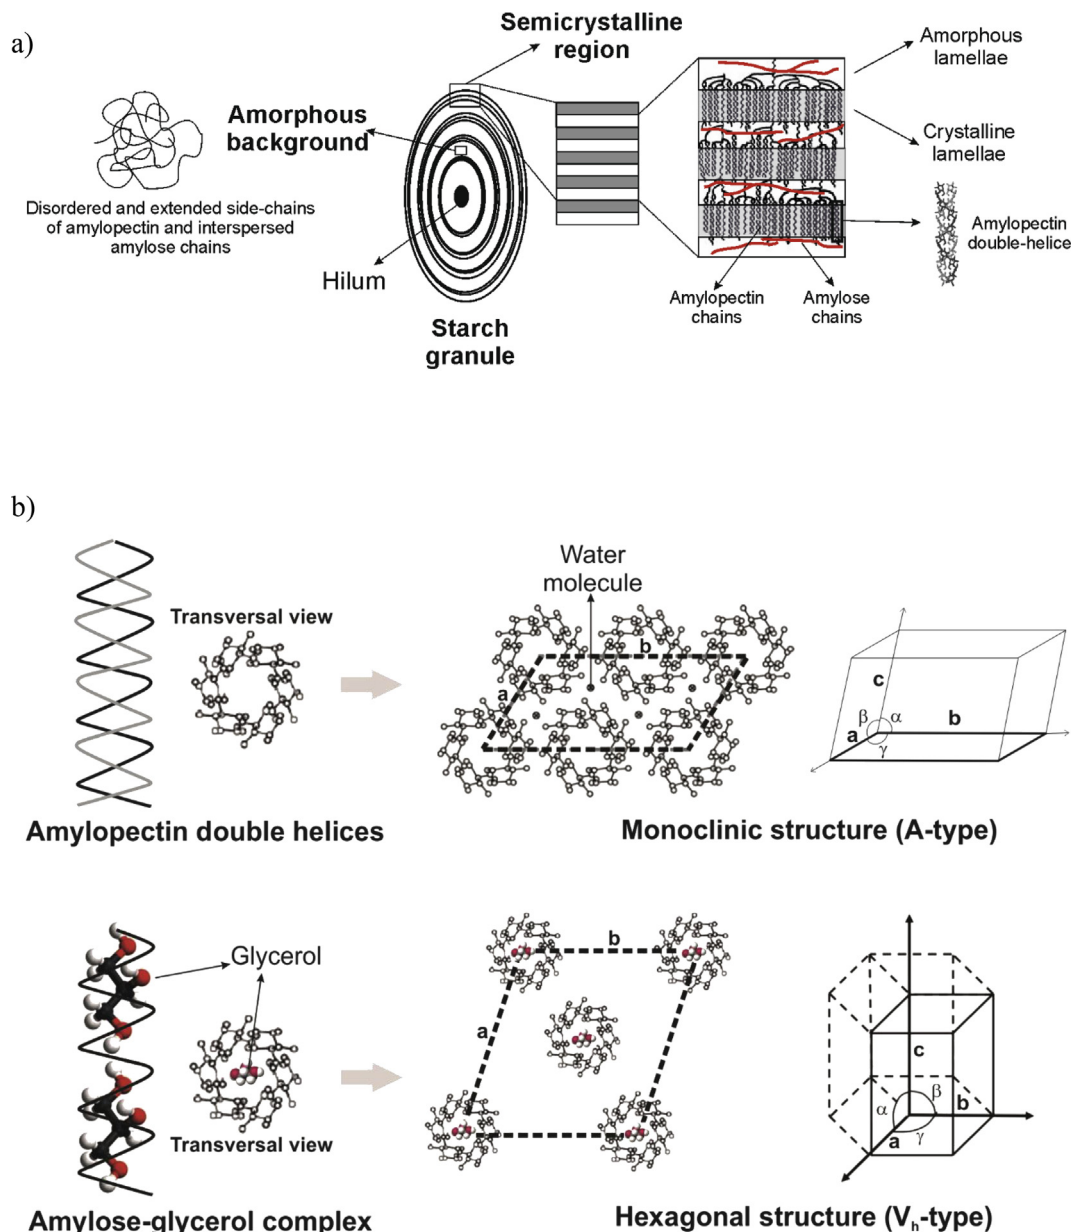 a)
Semicrystalline
region
Amorphous
lamellae
Amorphous
background
Crystalline
lamellae
Disordered and extended side-chains
of amylopectin and interspersed
amylose chains
Amylopectin
double-helice
Hilum
Amylopectin
chains
Amylose
chains
Starch
granule
b)
Water
molecule
Transversal view
b
a
c
β
α
a
b
γ
Amylopectin double helices
Monoclinic structure (A-type)
Glycerol
b
a
c
α
β
b
a
γ
Transversal view
Amylose-glycerol complex
Hexagonal structure (Vh-type)